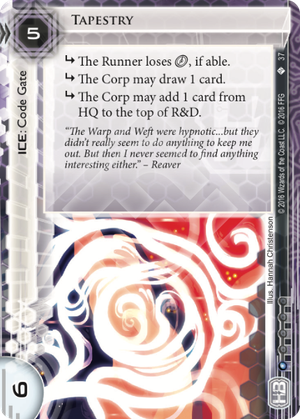 TAPESTRY
5
ICE: Code Gate
↳ The Runner loses , if able.
↳ The Corp may draw 1 card.
↳ The Corp may add 1 card from
HQ to the top of R&D.
“The Warp and Weft were hypnotic...but they
didn’t really seem to do anything to keep me
out. But then I never seemed to find anything
interesting either.” – Reaver
37
© 2016 Wizards of the Coast LLC. © 2016 FFG
Illus. Hannah Christenson
6
HB